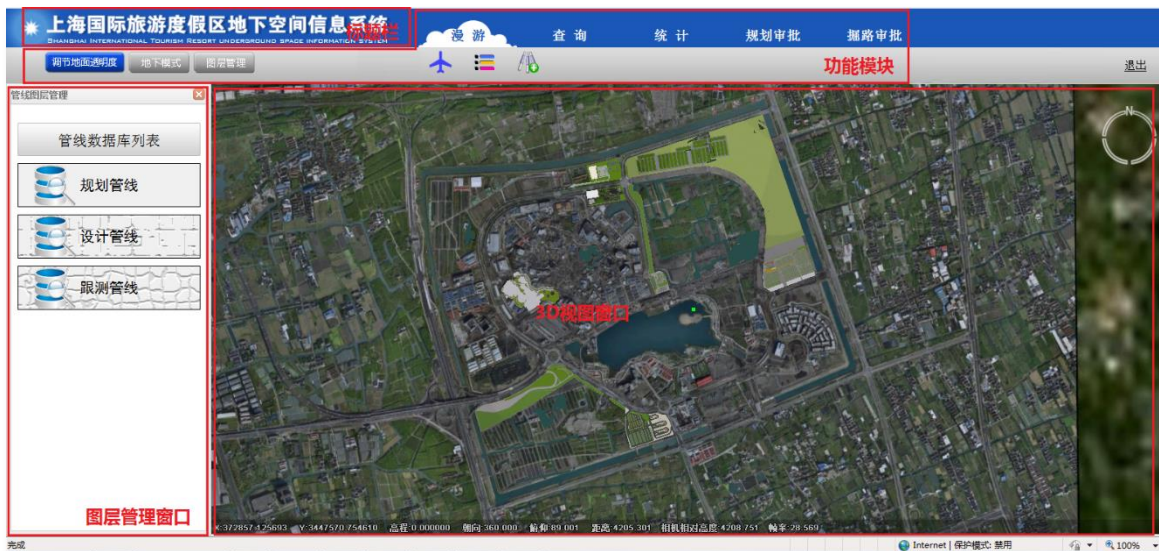 上海国际旅游度假区地下空间信息系统
标题栏
SHANGHAI INTERNATIONAL TOURISM RESORT UNDERGROUND SPACE INFORMATION SYSTEM
漫 游 查 询 统 计 规划审批 掘路审批
调节地面透明度 地下模式 图层管理 功能模块 退出
管线图层管理
管线数据库列表
规划管线
设计管线
跟测管线
N
3D视图窗口
图层管理窗口
X:372857.125693 Y:3447570.754610 高程:0.000000 朝向:360.000 俯仰:89.001 距离:4205.301 相机相对高度:4208.751 帧率:28.569
完成 Internet | 保护模式: 禁用 100%